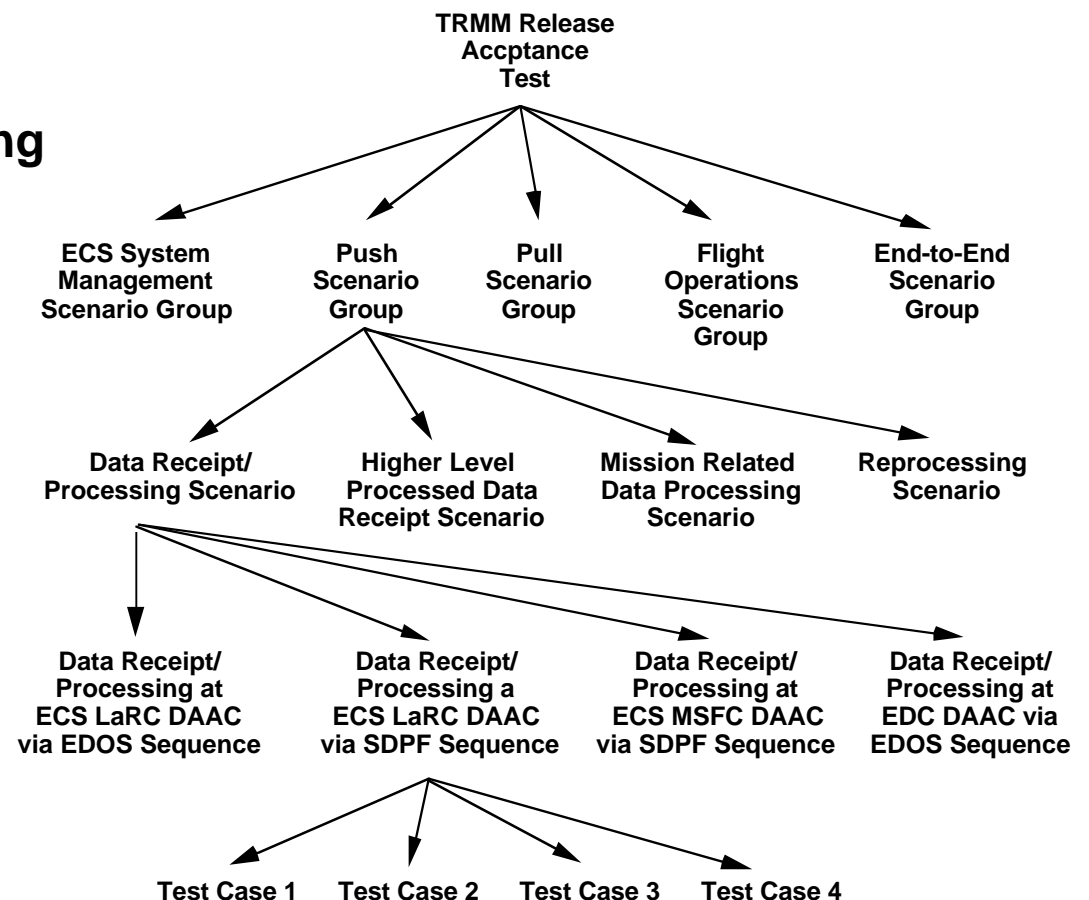 TRMM Release
Accptance
Test
ng
ECS System
Management
Scenario Group
Push
Scenario
Group
Pull
Scenario
Group
Flight
Operations
Scenario
Group
End-to-End
Scenario
Group
Data Receipt/
Processing Scenario
Higher Level
Processed Data
Receipt Scenario
Mission Related
Data Processing
Scenario
Reprocessing
Scenario
Data Receipt/
Processing at
ECS LaRC DAAC
via EDOS Sequence
Data Receipt/
Processing a
ECS LaRC DAAC
via SDPF Sequence
Data Receipt/
Processing at
ECS MSFC DAAC
via SDPF Sequence
Data Receipt/
Processing at
EDC DAAC via
EDOS Sequence
Test Case 1
Test Case 2
Test Case 3
Test Case 4